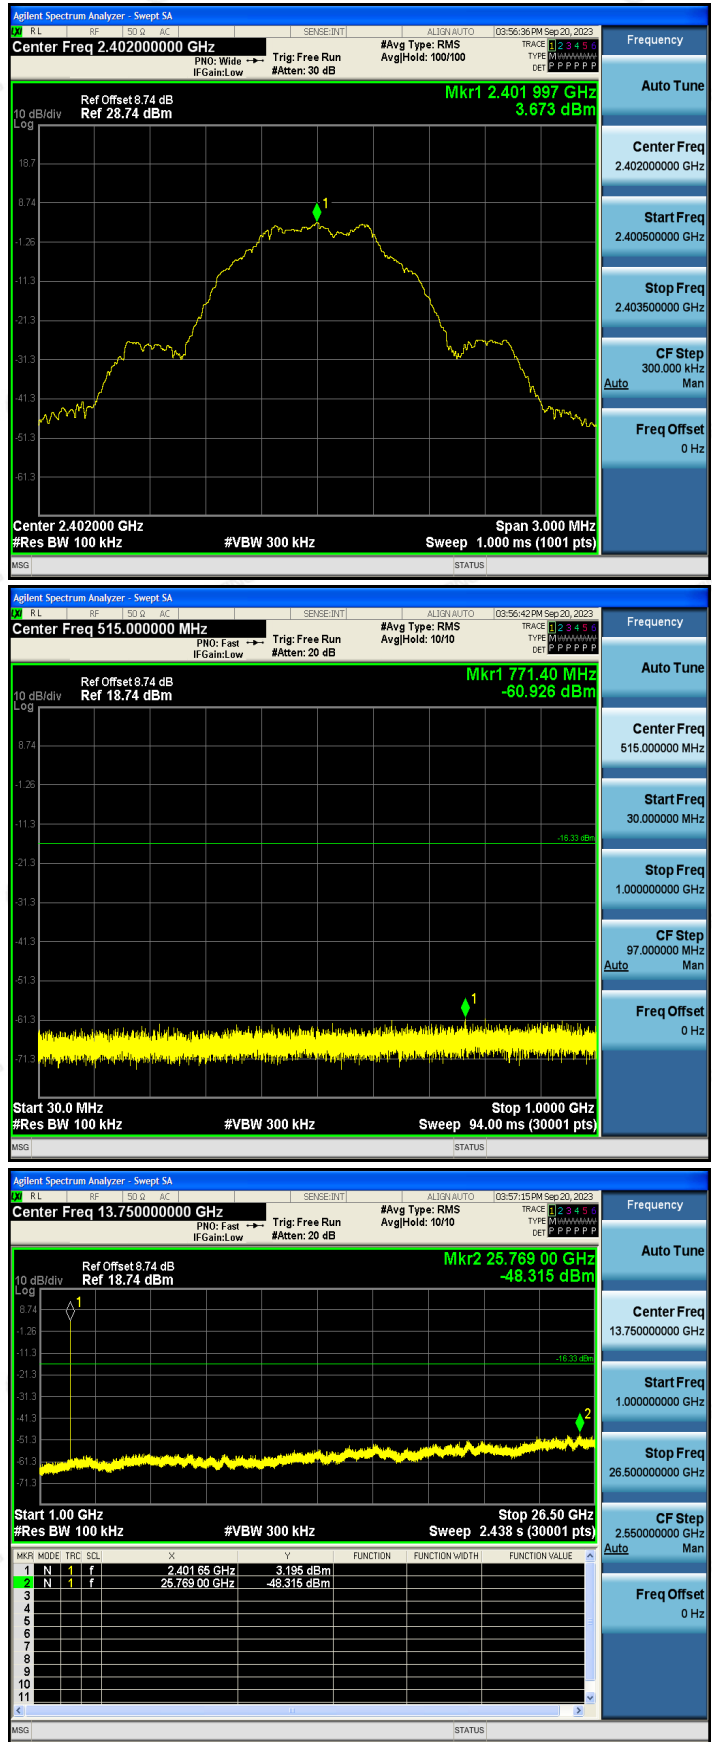 Agilent Spectrum Analyzer - Swept SA
LXI RL RF 50 Ω AC SENSE:INT ALIGNAUTO 03:56:36 PM Sep 20, 2023
Center Freq 2.402000000 GHz
PNO: Wide
IFGain:Low
Trig: Free Run
#Atten: 30 dB
#Avg Type: RMS
Avg|Hold: 100/100
TRACE 1 2 3 4 5 6
TYPE M
DET P P P P P P
Frequency
Auto Tune
Center Freq
2.402000000 GHz
Start Freq
2.400500000 GHz
Stop Freq
2.403500000 GHz
CF Step
300.000 kHz
Auto Man
Freq Offset
0 Hz
Mkr1 2.401 997 GHz
3.673 dBm
Ref Offset 8.74 dB
10 dB/div Ref 28.74 dBm
Log
18.7
8.74
-1.26
-11.3
-21.3
-31.3
-41.3
-51.3
-61.3
1
Center 2.402000 GHz Span 3.000 MHz
#Res BW 100 kHz #VBW 300 kHz Sweep 1.000 ms (1001 pts)
MSG STATUS
Agilent Spectrum Analyzer - Swept SA
LXI RL RF 50 Ω AC SENSE:INT ALIGNAUTO 03:56:42 PM Sep 20, 2023
Center Freq 515.000000 MHz
PNO: Fast
IFGain:Low
Trig: Free Run
#Atten: 20 dB
#Avg Type: RMS
Avg|Hold: 10/10
TRACE 1 2 3 4 5 6
TYPE M
DET P P P P P P
Frequency
Auto Tune
Center Freq
515.000000 MHz
Start Freq
30.000000 MHz
Stop Freq
1.000000000 GHz
CF Step
97.000000 MHz
Auto Man
Freq Offset
0 Hz
Mkr1 771.40 MHz
-60.926 dBm
Ref Offset 8.74 dB
10 dB/div Ref 18.74 dBm
Log
8.74
-1.26
-11.3
-21.3
-31.3
-41.3
-51.3
-61.3
-71.3
-16.33 dBm
1
Start 30.0 MHz Stop 1.0000 GHz
#Res BW 100 kHz #VBW 300 kHz Sweep 94.00 ms (30001 pts)
MSG STATUS
Agilent Spectrum Analyzer - Swept SA
LXI RL RF 50 Ω AC SENSE:INT ALIGNAUTO 03:57:15 PM Sep 20, 2023
Center Freq 13.750000000 GHz
PNO: Fast
IFGain:Low
Trig: Free Run
#Atten: 20 dB
#Avg Type: RMS
Avg|Hold: 10/10
TRACE 1 2 3 4 5 6
TYPE M
DET P P P P P P
Frequency
Auto Tune
Center Freq
13.750000000 GHz
Start Freq
1.000000000 GHz
Stop Freq
26.500000000 GHz
CF Step
2.550000000 GHz
Auto Man
Freq Offset
0 Hz
Mkr2 25.769 00 GHz
-48.315 dBm
Ref Offset 8.74 dB
10 dB/div Ref 18.74 dBm
Log
8.74
-1.26
-11.3
-21.3
-31.3
-41.3
-51.3
-61.3
-71.3
1
-16.33 dBm
2
Start 1.00 GHz Stop 26.50 GHz
#Res BW 100 kHz #VBW 300 kHz Sweep 2.438 s (30001 pts)
MKR MODE TRC SCL X Y FUNCTION FUNCTION WIDTH FUNCTION VALUE
1 N 1 f 2.401 65 GHz 3.195 dBm
2 N 1 f 25.769 00 GHz -48.315 dBm
3
4
5
6
7
8
9
10
11
MSG STATUS